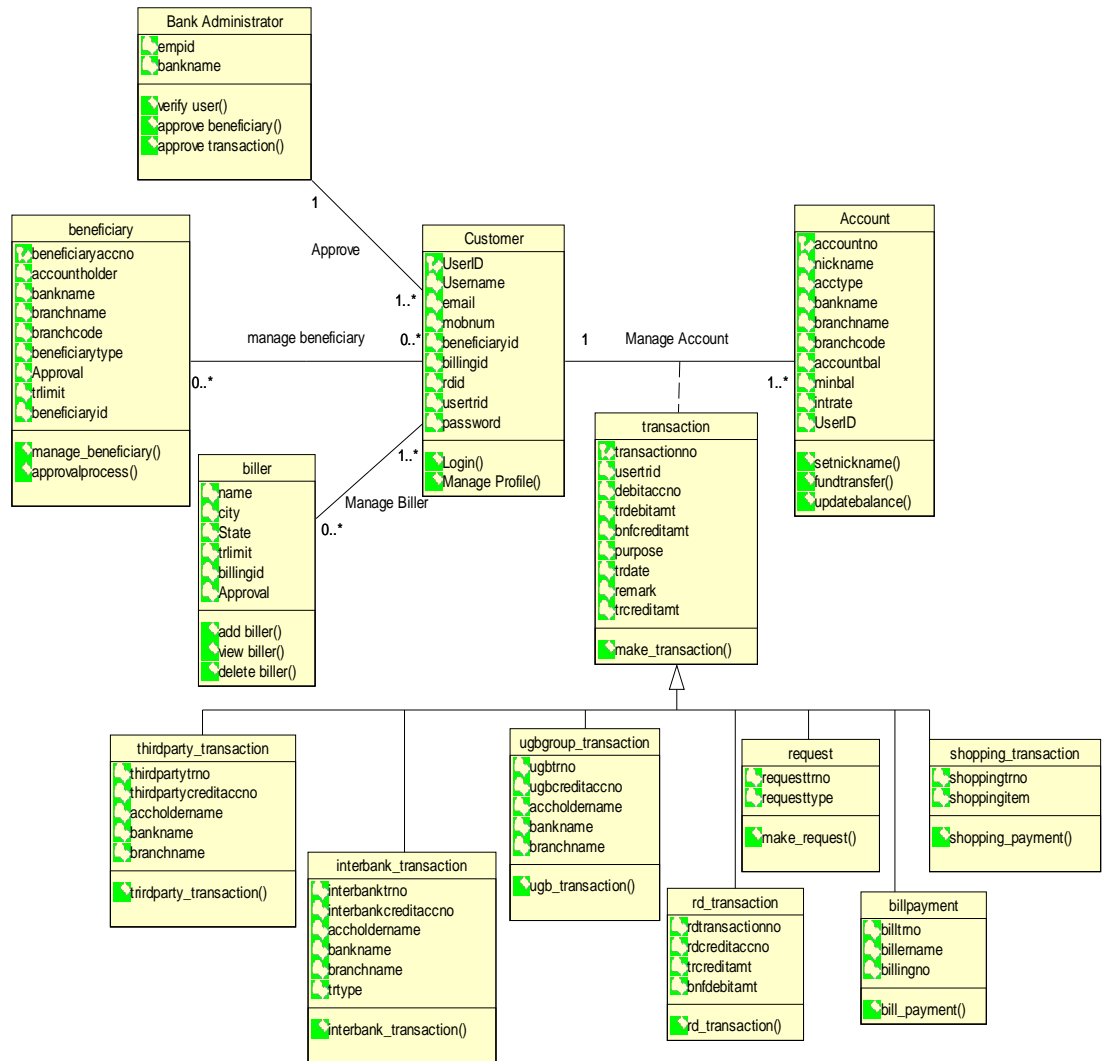 Bank Administrator
empid
bankname
verify user()
approve beneficiary()
approve transaction()
1
Approve
1..*
beneficiary
beneficiaryaccno
accountholder
bankname
branchname
branchcode
beneficiarytype
Approval
trlimit
beneficiaryid
manage_beneficiary()
approvalprocess()
manage beneficiary
0..*
0..*
Customer
UserID
Username
email
mobnum
beneficiaryid
billingid
rdid
usertrid
password
Login()
Manage Profile()
1
Manage Account
1..*
Account
accountno
nickname
acctype
bankname
branchname
branchcode
accountbal
minbal
intrate
UserID
setnickname()
fundtransfer()
updatebalance()
1..*
Manage Biller
0..*
biller
name
city
State
trlimit
billingid
Approval
add biller()
view biller()
delete biller()
transaction
transactionno
usertrid
debitaccno
trdebitamt
bnfcreditamt
purpose
trdate
remark
trcreditamt
make_transaction()
thirdparty_transaction
thirdpartytrno
thirdpartycreditaccno
accholdername
bankname
branchname
trirdparty_transaction()
interbank_transaction
interbanktrno
interbankcreditaccno
accholdername
bankname
branchname
trtype
interbank_transaction()
ugbgroup_transaction
ugbtrno
ugbcreditaccno
accholdername
bankname
branchname
ugb_transaction()
rd_transaction
rdtransactionno
rdcreditaccno
trcreditamt
bnfdebitamt
rd_transaction()
request
requesttrno
requesttype
make_request()
billpayment
billtrno
billername
billingno
bill_payment()
shopping_transaction
shoppingtrno
shoppingitem
shopping_payment()